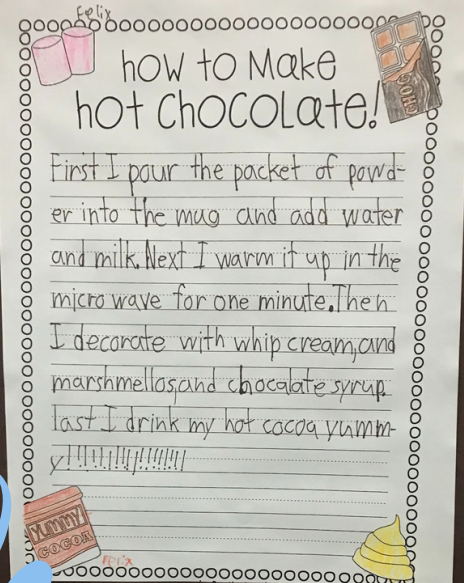 Felix
CHOC
how to Make
hot CHOCOLate!
First I pour the packet of powd-
er into the mug and add water
and milk. Next I warm it up in the
micro wave for one minute. Then
I decorate with whip cream, and
marshmellos, and chocalate syrup.
last I drink my hot cocoa yumm-
y!!!!!!!!!!!!!!!!
YUMMY
COCOA
Felix